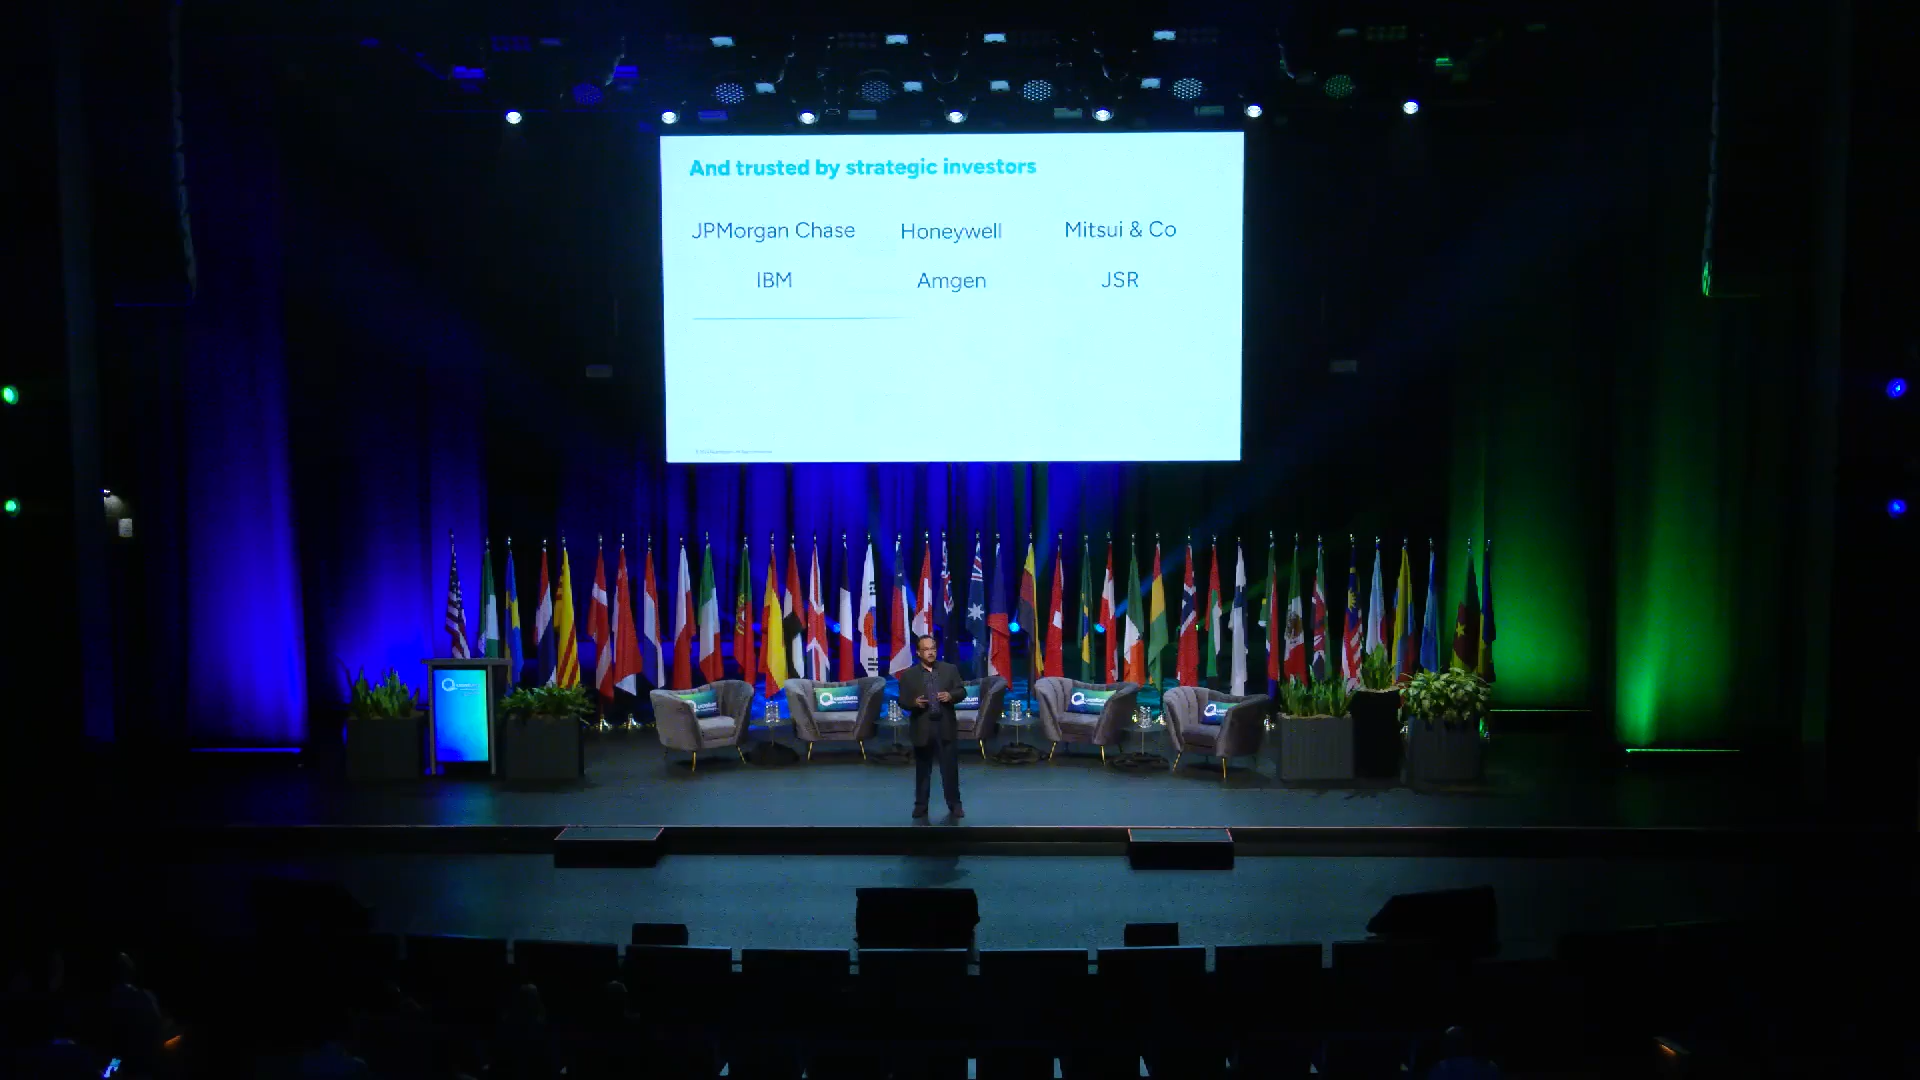 And trusted by strategic investors
JPMorgan Chase Honeywell Mitsui & Co
IBM Amgen JSR